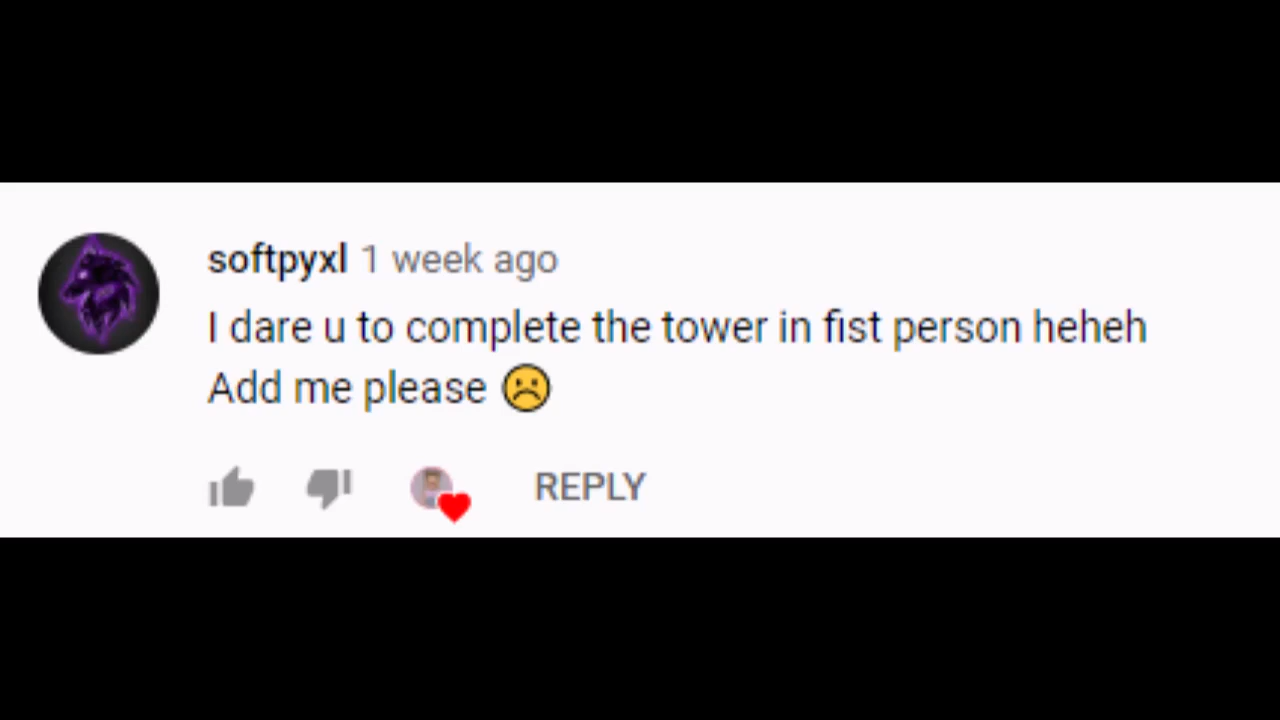 softpyxl 1 week ago
I dare u to complete the tower in fist person heheh
Add me please ☹️
REPLY